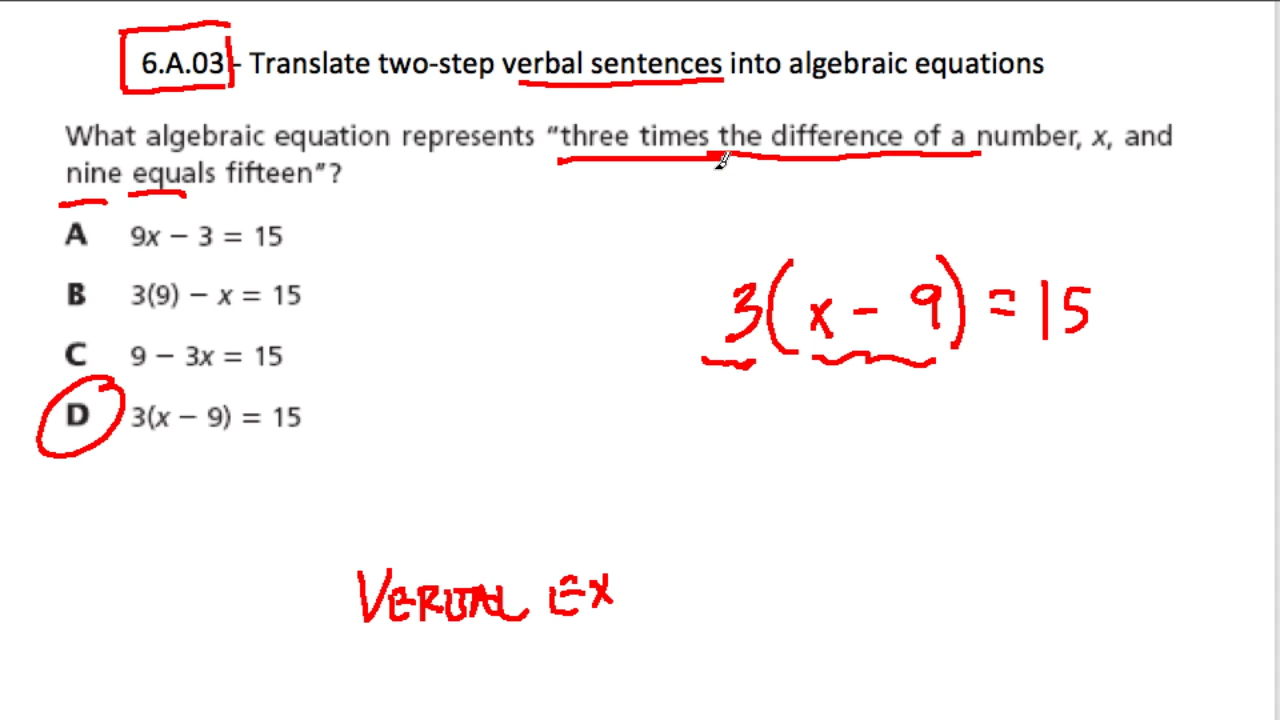 6.A.03 - Translate two-step verbal sentences into algebraic equations
What algebraic equation represents “three times the difference of a number, x, and
nine equals fifteen”?
A 9x − 3 = 15
B 3(9) − x = 15
3(x - 9) = 15
C 9 − 3x = 15
D 3(x − 9) = 15
VERBAL EX